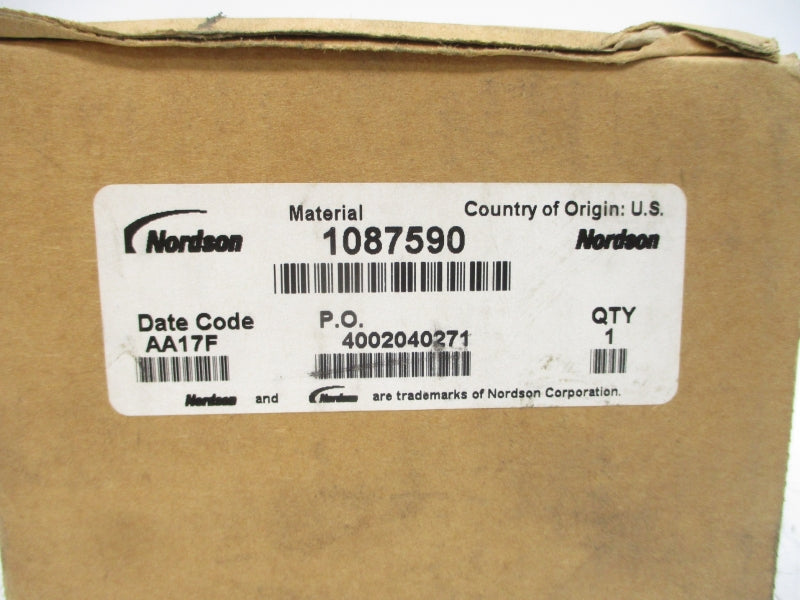 Nordson
Material
Country of Origin: U.S.
1087590
Nordson
Date Code
P.O.
QTY
AA17F
4002040271
1
Nordson and Nordson are trademarks of Nordson Corporation.